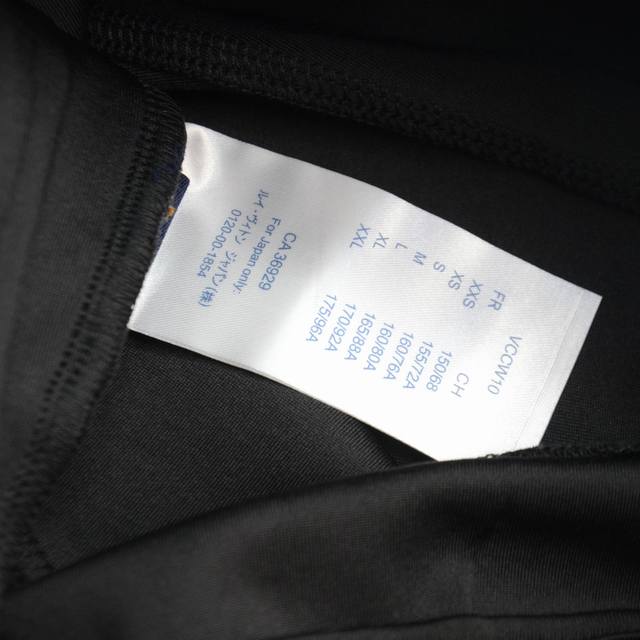 VCCW10
FR CH
XXS 150/68
XS 155/72A
S 160/76A
M 160/80A
L 165/88A
XL 170/92A
XXL 175/96A
CA 36929
For Japan only:
ルイ・ヴィトン ジャパン(株)
0120-00-1854